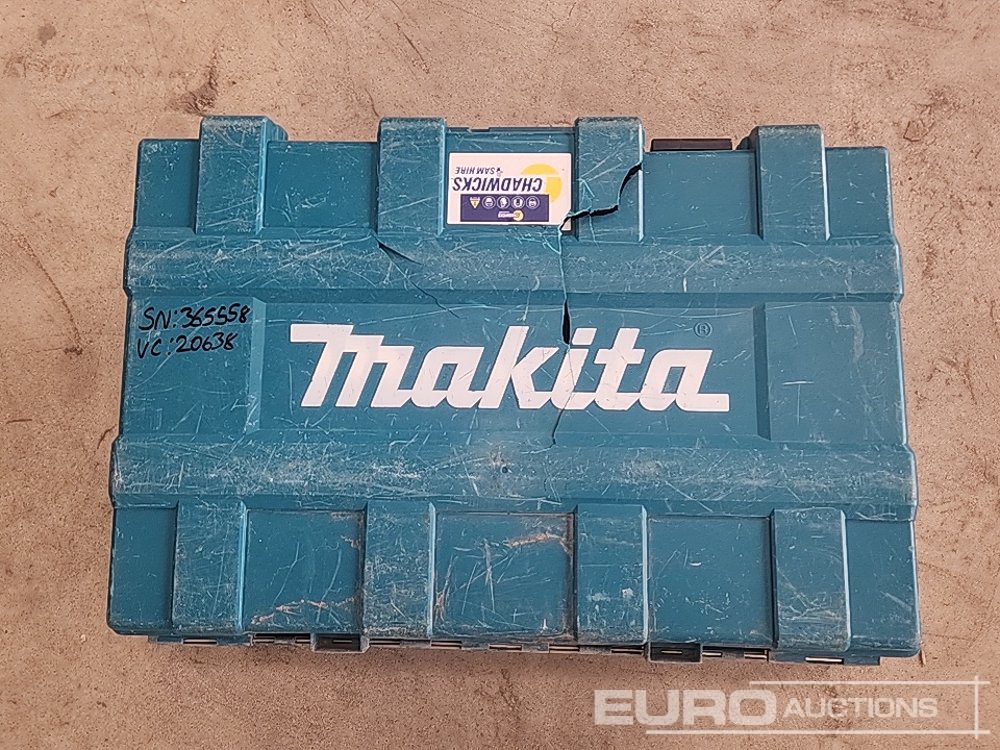 CHADWICKS
SAM HIRE
SN:365558
VC:20638
makita®
EURO AUCTIONS